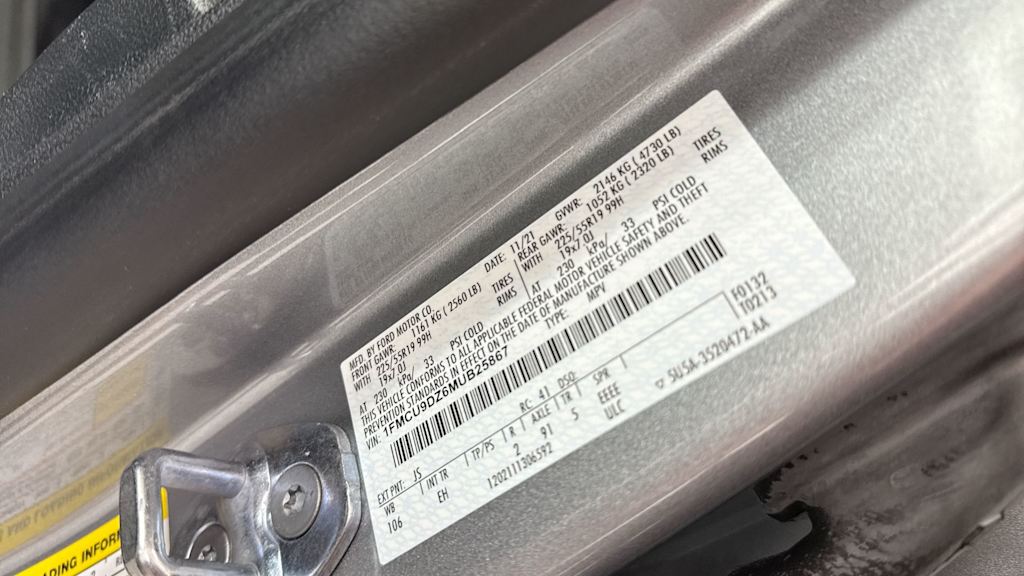 MFD. BY FORD MOTOR CO. DATE: 11/21 GVWR: 2146 KG ( 4730 LB)
FRONT GAWR: 1161 KG ( 2560 LB) REAR GAWR: 1052 KG ( 2320 LB)
WITH 225/55R19 99H TIRES WITH 225/55R19 99H TIRES
19x7.0J RIMS 19x7.0J RIMS
AT 230 kPa/ 33 PSI COLD AT 230 kPa/ 33 PSI COLD
THIS VEHICLE CONFORMS TO ALL APPLICABLE FEDERAL MOTOR VEHICLE SAFETY AND THEFT
PREVENTION STANDARDS IN EFFECT ON THE DATE OF MANUFACTURE SHOWN ABOVE.
VIN: 1FMCU9DZ6MUB25867 TYPE: MPV
EXT PNT: JS RC: 41 DSO: F0132
WB INT TR TP/PS R AXLE TR SPR T0213
106 EH 2 91 5 EEEE
1202111306592 ULC
SU5A-3520472-AA
ADING INFOR